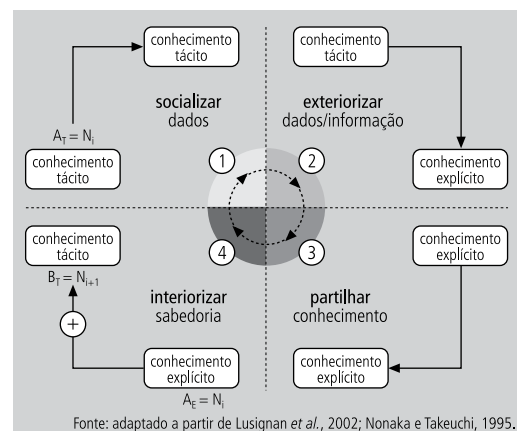 conhecimento
tácito
socializar
dados
A_T = N_i
conhecimento
tácito
1
conhecimento
tácito
exteriorizar
dados/informação
conhecimento
explícito
2
conhecimento
tácito
B_T = N_{i+1}
+
interiorizar
sabedoria
conhecimento
explícito
A_E = N_i
4
conhecimento
explícito
partilhar
conhecimento
conhecimento
explícito
3
Fonte: adaptado a partir de Lusignan et al., 2002; Nonaka e Takeuchi, 1995.